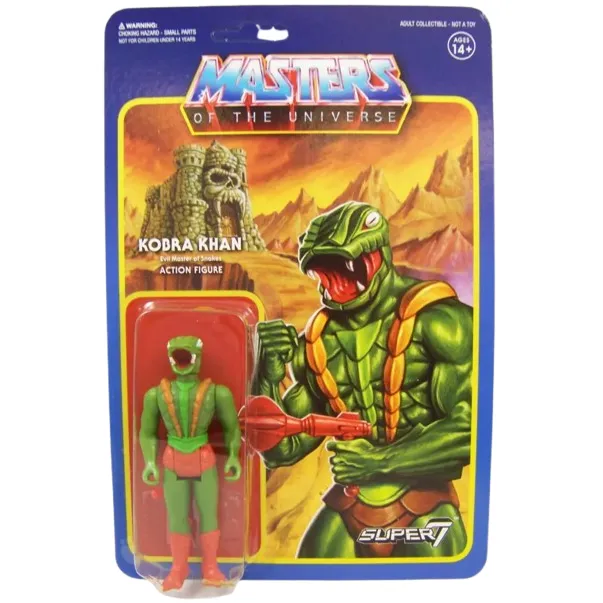 WARNING:
CHOKING HAZARD - SMALL PARTS
NOT FOR CHILDREN UNDER 14 YEARS
ADULT COLLECTIBLE - NOT A TOY
AGES
14+
MASTERS
OF THE UNIVERSE
KOBRA KHAN
Evil Master of Snakes
ACTION FIGURE
SUPER7